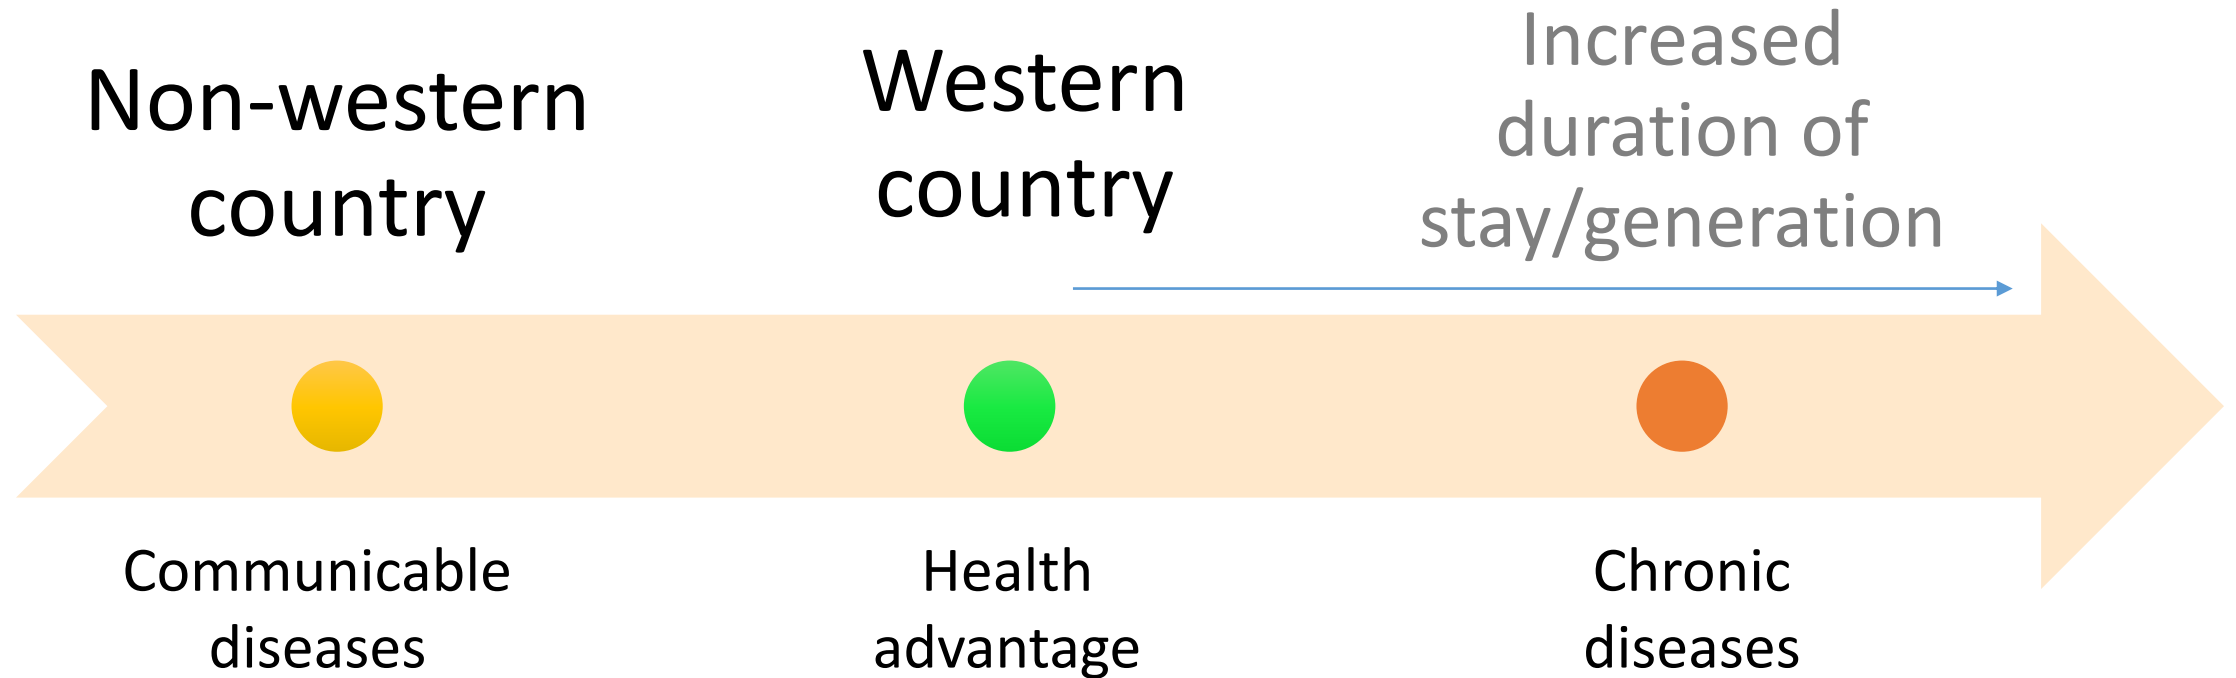 Non-western
country
Western
country
Increased
duration of
stay/generation
Communicable
diseases
Health
advantage
Chronic
diseases